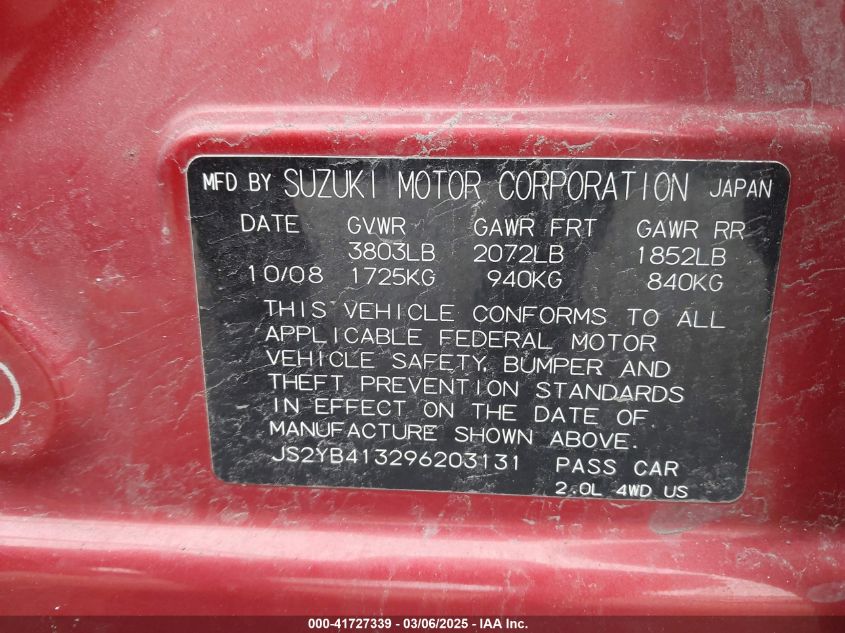 MFD BY SUZUKI MOTOR CORPORATION JAPAN
DATE GVWR GAWR FRT GAWR RR
3803LB 2072LB 1852LB
10/08 1725KG 940KG 840KG
THIS VEHICLE CONFORMS TO ALL
APPLICABLE FEDERAL MOTOR
VEHICLE SAFETY, BUMPER AND
THEFT PREVENTION STANDARDS
IN EFFECT ON THE DATE OF
MANUFACTURE SHOWN ABOVE.
JS2YB413296203131 PASS CAR
2.0L 4WD US
000-41727339 - 03/06/2025 - IAA Inc.